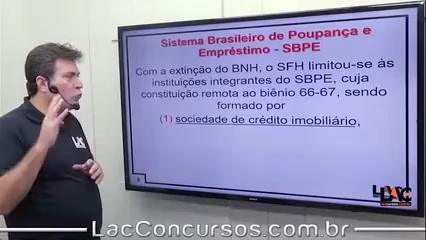 Sistema Brasileiro de Poupança e
Empréstimo - SBPE
Com a extinção do BNH, o SFH limitou-se às
instituições integrantes do SBPE, cuja
constituição remota ao biênio 66-67, sendo
formado por
(1) sociedade de crédito imobiliário,
LAC
LacConcursos.com.br